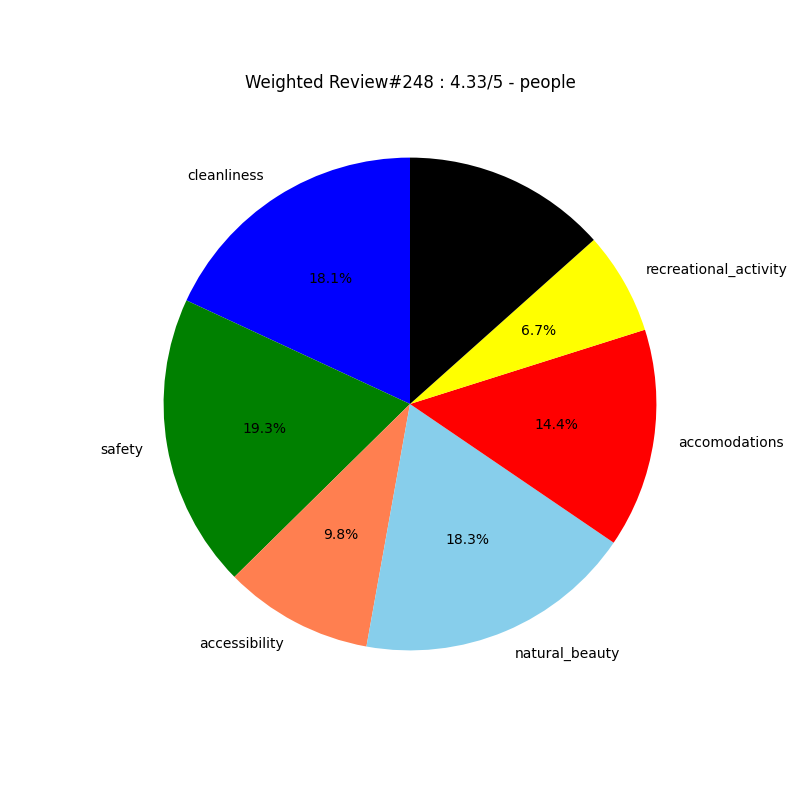 Weighted Review#248 : 4.33/5 - people
cleanliness
18.1%
recreational_activity
6.7%
19.3%
14.4%
safety
accomodations
9.8%
18.3%
accessibility
natural_beauty